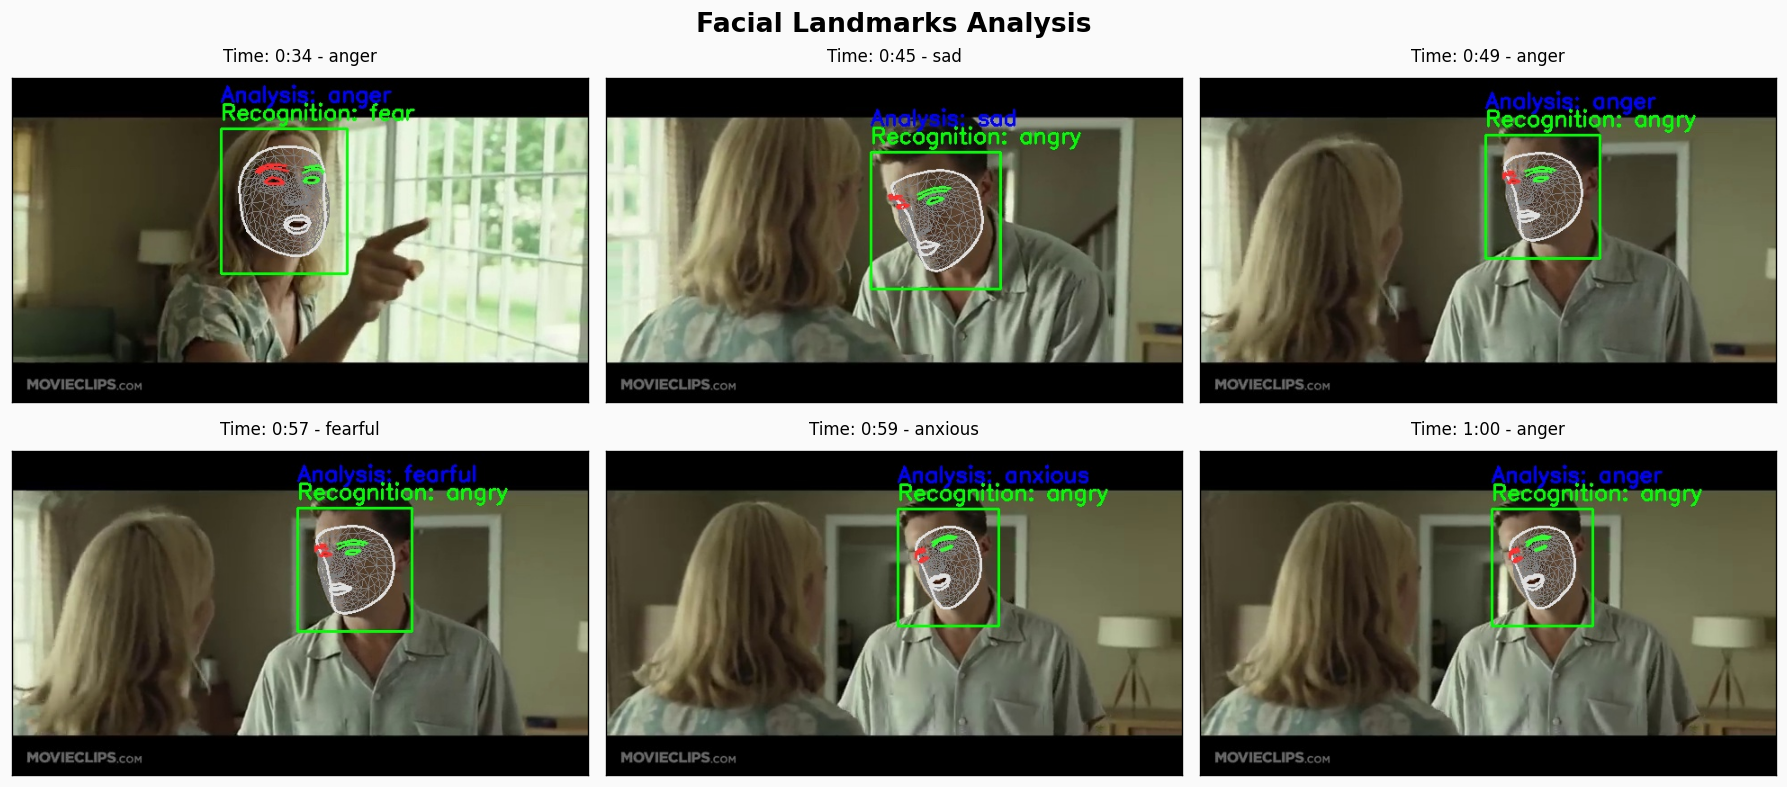 Facial Landmarks Analysis
Time: 0:34 - anger
Analysis: anger
Recognition: fear
MOVIECLIPS.COM
Time: 0:45 - sad
Analysis: sad
Recognition: angry
MOVIECLIPS.COM
Time: 0:49 - anger
Analysis: anger
Recognition: angry
MOVIECLIPS.COM
Time: 0:57 - fearful
Analysis: fearful
Recognition: angry
MOVIECLIPS.COM
Time: 0:59 - anxious
Analysis: anxious
Recognition: angry
MOVIECLIPS.COM
Time: 1:00 - anger
Analysis: anger
Recognition: angry
MOVIECLIPS.COM